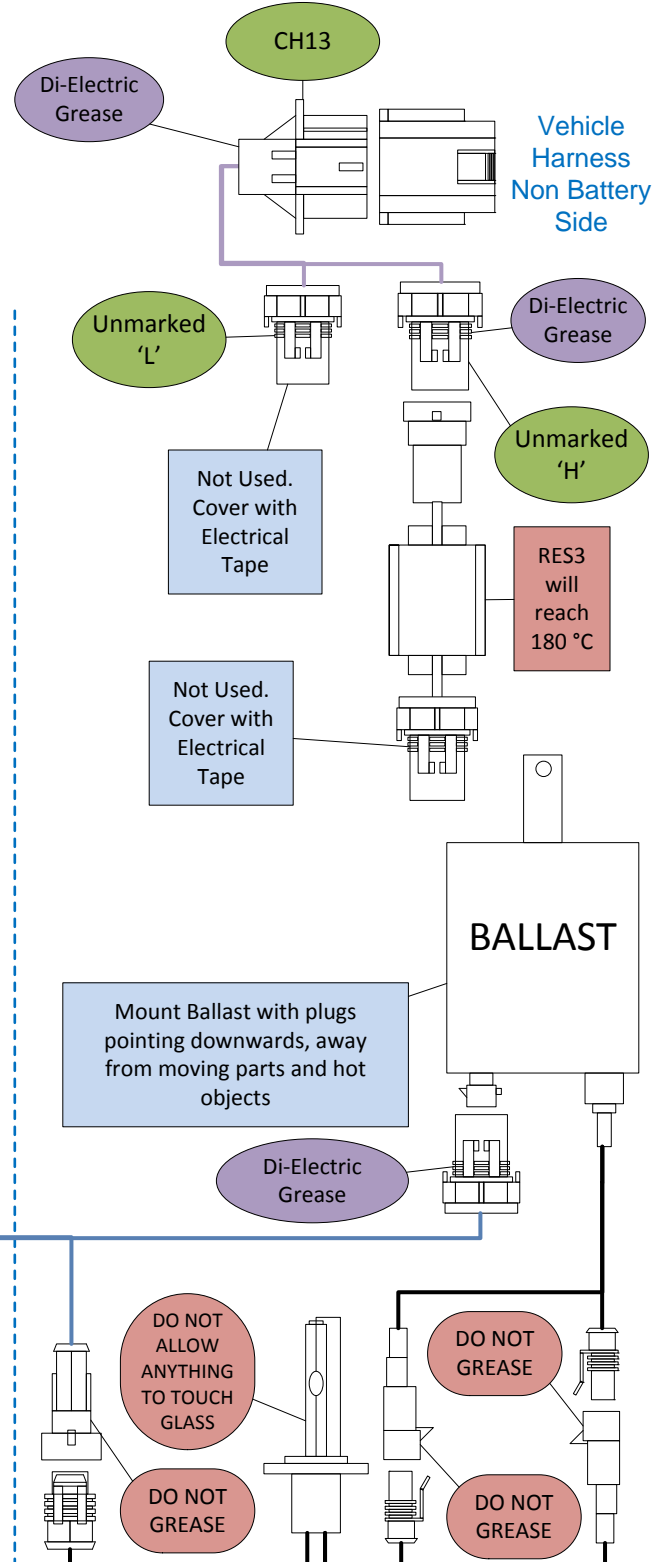 CH13
Di-Electric
Grease
Vehicle
Harness
Non Battery
Side
Unmarked
‘L’
Di-Electric
Grease
Unmarked
‘H’
Not Used.
Cover with
Electrical
Tape
RES3
will
reach
180 °C
Not Used.
Cover with
Electrical
Tape
BALLAST
Mount Ballast with plugs
pointing downwards, away
from moving parts and hot
objects
Di-Electric
Grease
DO NOT
ALLOW
ANYTHING
TO TOUCH
GLASS
DO NOT
GREASE
DO NOT
GREASE
DO NOT
GREASE